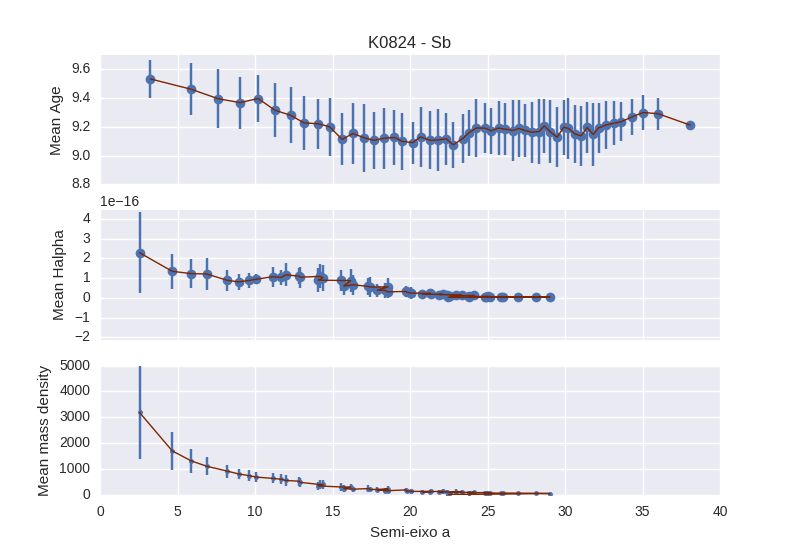 K0824 - Sb
9.6
9.4
9.2
9.0
8.8
Mean Age
1e−16
4
3
2
1
0
−1
−2
Mean Halpha
5000
4000
3000
2000
1000
0
Mean mass density
0 5 10 15 20 25 30 35 40
Semi-eixo a